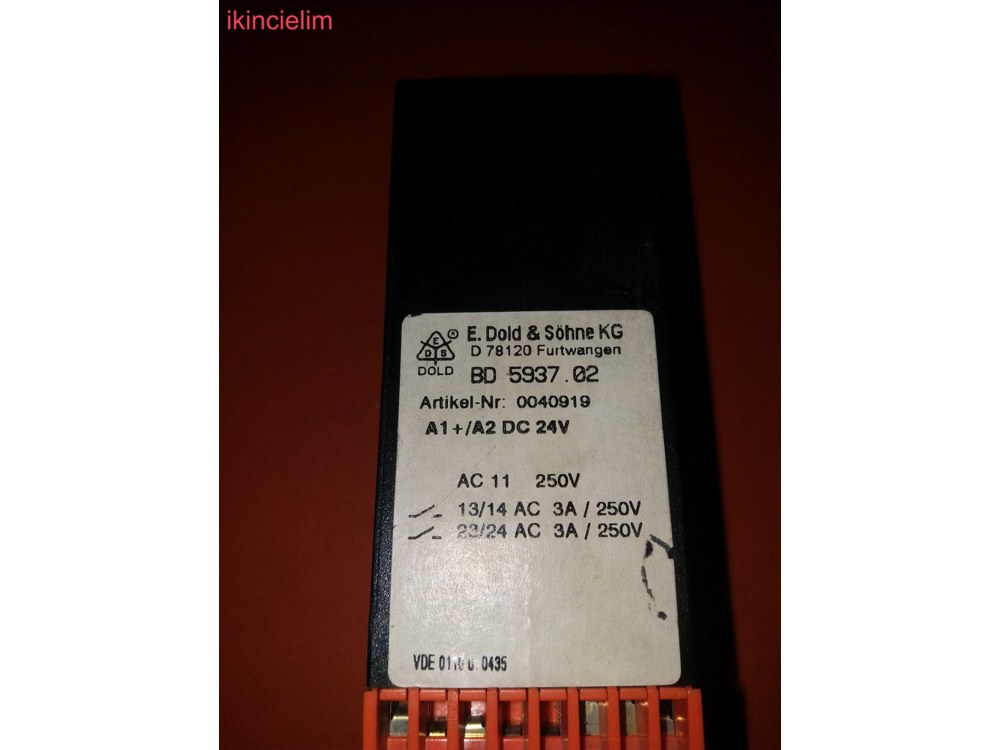 ikincielim
E. Dold & Söhne KG
D 78120 Furtwangen
E
D S
®
DOLD
BD 5937.02
Artikel-Nr: 0040919
A1+/A2 DC 24V
AC 11 250V
13/14 AC 3A / 250V
23/24 AC 3A / 250V
VDE 0110 u. 0435